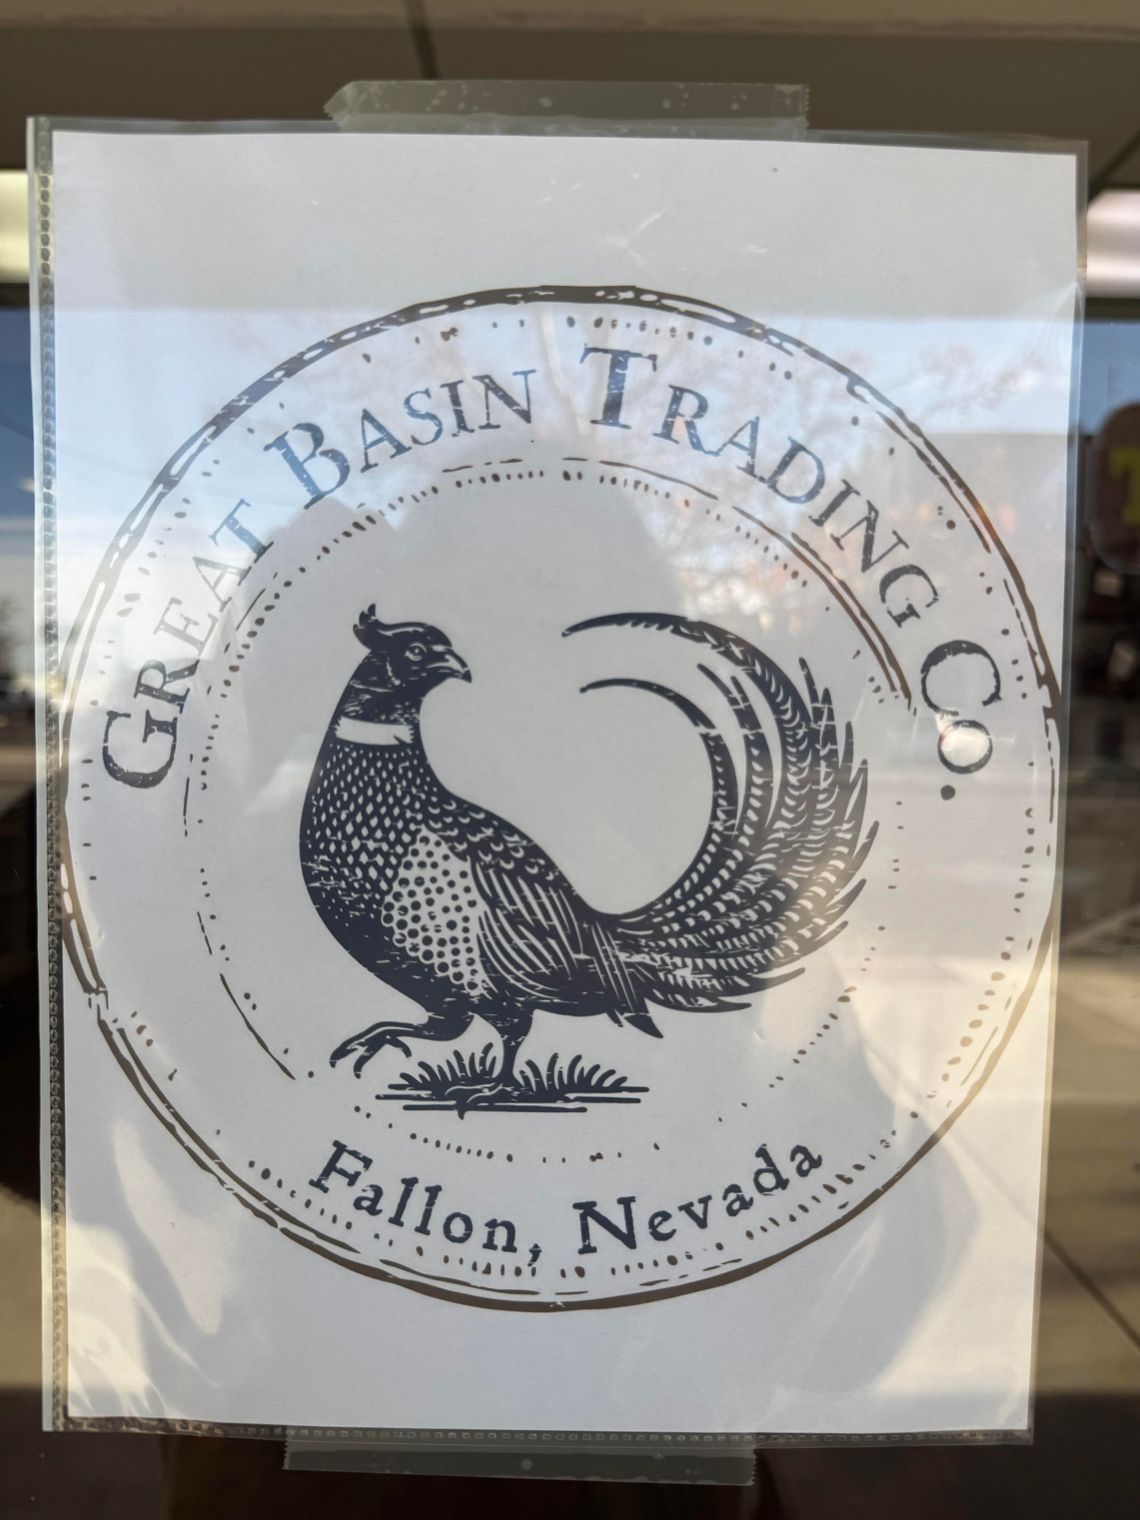 Great Basin Trading Co.
Fallon, Nevada